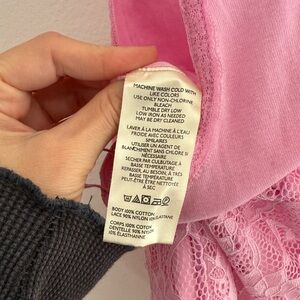 MACHINE WASH COLD WITH
LIKE COLORS
USE ONLY NON-CHLORINE
BLEACH
TUMBLE DRY LOW
LOW IRON AS NEEDED
MAY BE DRY CLEANED
LAVER À LA MACHINE À L'EAU
FROIDE AVEC COULEURS
SIMILAIRES
UTILISER UN AGENT DE
BLANCHIMENT SANS CHLORE SI
NÉCESSAIRE
SÉCHER PAR CULBUTAGE À
BASSE TEMPÉRATURE
REPASSER, AU BESOIN, À TRÈS
BASSE TEMPÉRATURE
PEUT-ÊTRE ÊTRE NETTOYÉE
À SEC
BODY 100% COTTON
LACE 90% NYLON
CORPS 100% COTON
DENTELLE 90% NYLON
10% ÉLASTHANNE